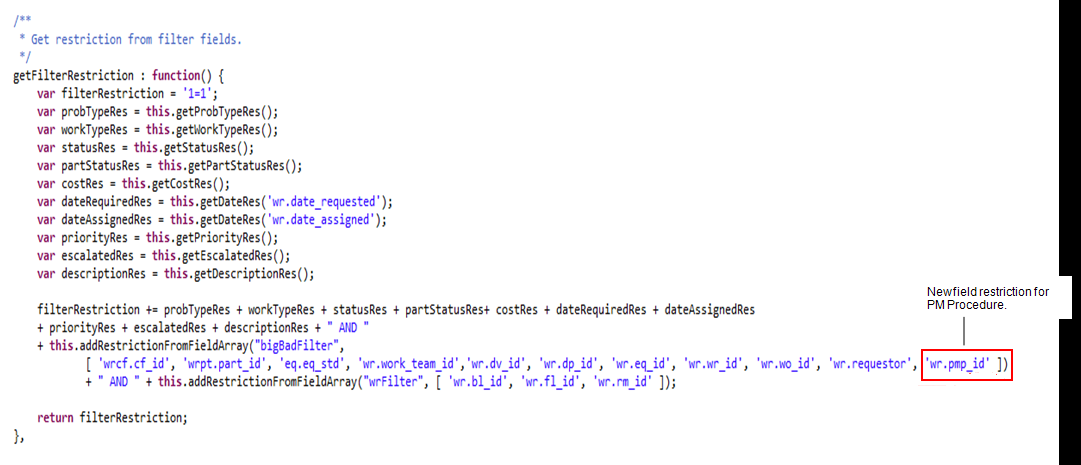 /**
 * Get restriction from filter fields.
 */
getFilterRestriction : function() {
    var filterRestriction = '1=1';
    var probTypeRes = this.getProbTypeRes();
    var workTypeRes = this.getWorkTypeRes();
    var statusRes = this.getStatusRes();
    var partStatusRes = this.getPartStatusRes();
    var costRes = this.getCostRes();
    var dateRequiredRes = this.getDateRes('wr.date_requested');
    var dateAssignedRes = this.getDateRes('wr.date_assigned');
    var priorityRes = this.getPriorityRes();
    var escalatedRes = this.getEscalatedRes();
    var descriptionRes = this.getDescriptionRes();
New field restriction for
PM Procedure.
    filterRestriction += probTypeRes + workTypeRes + statusRes + partStatusRes+ costRes + dateRequiredRes + dateAssignedRes
    + priorityRes + escalatedRes + descriptionRes + " AND "
    + this.addRestrictionFromFieldArray("bigBadFilter",
            [ 'wrcf.cf_id', 'wrpt.part_id', 'eq.eq_std', 'wr.work_team_id','wr.dv_id', 'wr.dp_id', 'wr.eq_id', 'wr.wr_id', 'wr.wo_id', 'wr.requestor', 'wr.pmp_id' ])
            + " AND " + this.addRestrictionFromFieldArray("wrFilter", [ 'wr.bl_id', 'wr.fl_id', 'wr.rm_id' ]);
    return filterRestriction;
},